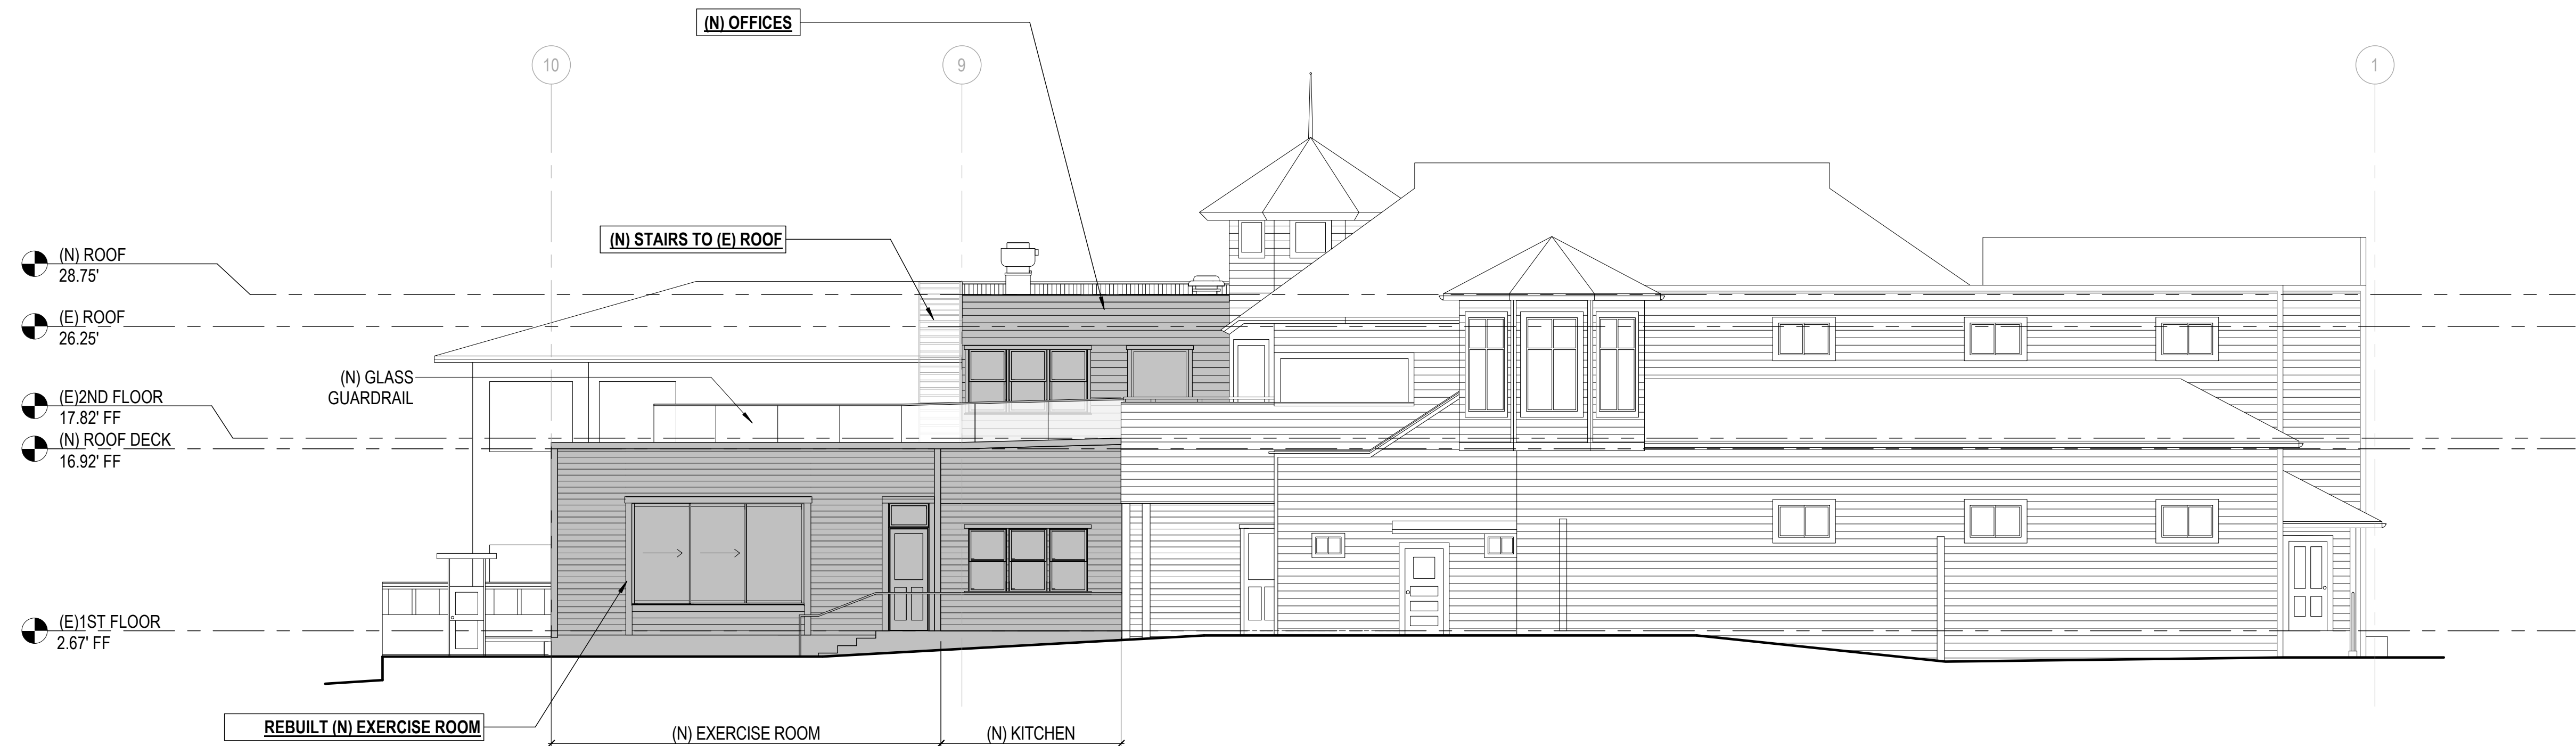 (N) OFFICES
10
9
1
(N) STAIRS TO (E) ROOF
(N) ROOF
28.75'
(E) ROOF
26.25'
(N) GLASS
GUARDRAIL
(E)2ND FLOOR
17.82' FF
(N) ROOF DECK
16.92' FF
(E)1ST FLOOR
2.67' FF
REBUILT (N) EXERCISE ROOM
(N) EXERCISE ROOM
(N) KITCHEN